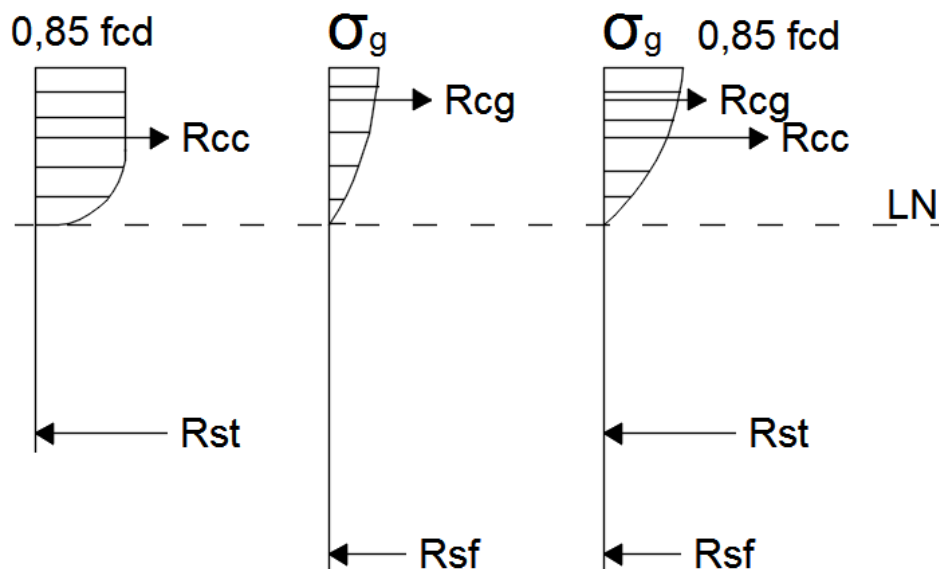 0,85 fcd
σg
σg 0,85 fcd
Rcc
Rcg
Rcg
Rcc
LN
Rst
Rst
Rsf
Rsf